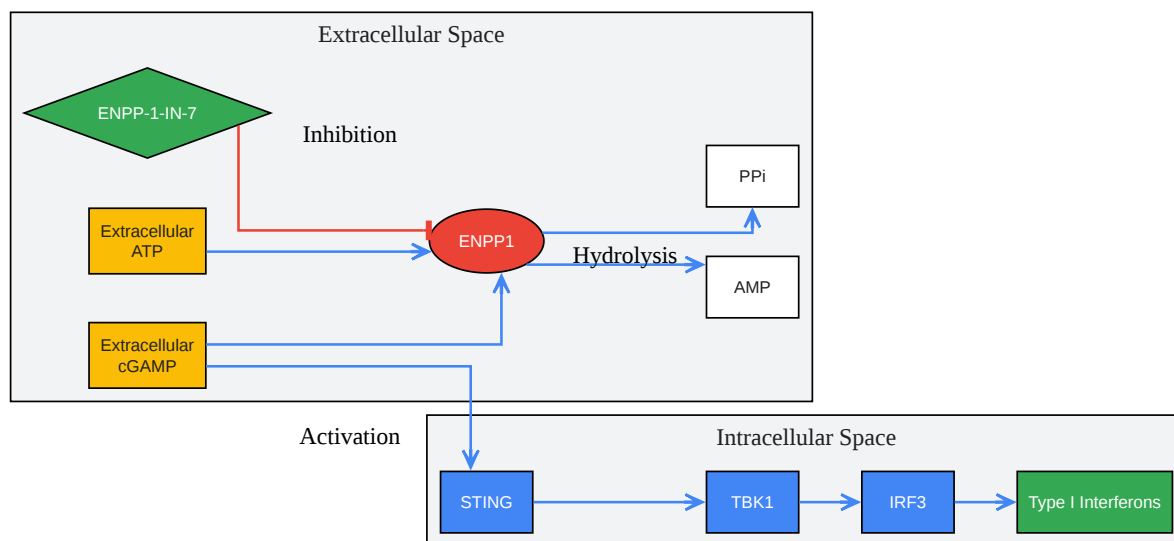 Extracellular Space
ENPP-1-IN-7
Inhibition
PPi
Extracellular
ATP
ENPP1
Hydrolysis
AMP
Extracellular
cGAMP
Activation
Intracellular Space
STING
TBK1
IRF3
Type I Interferons